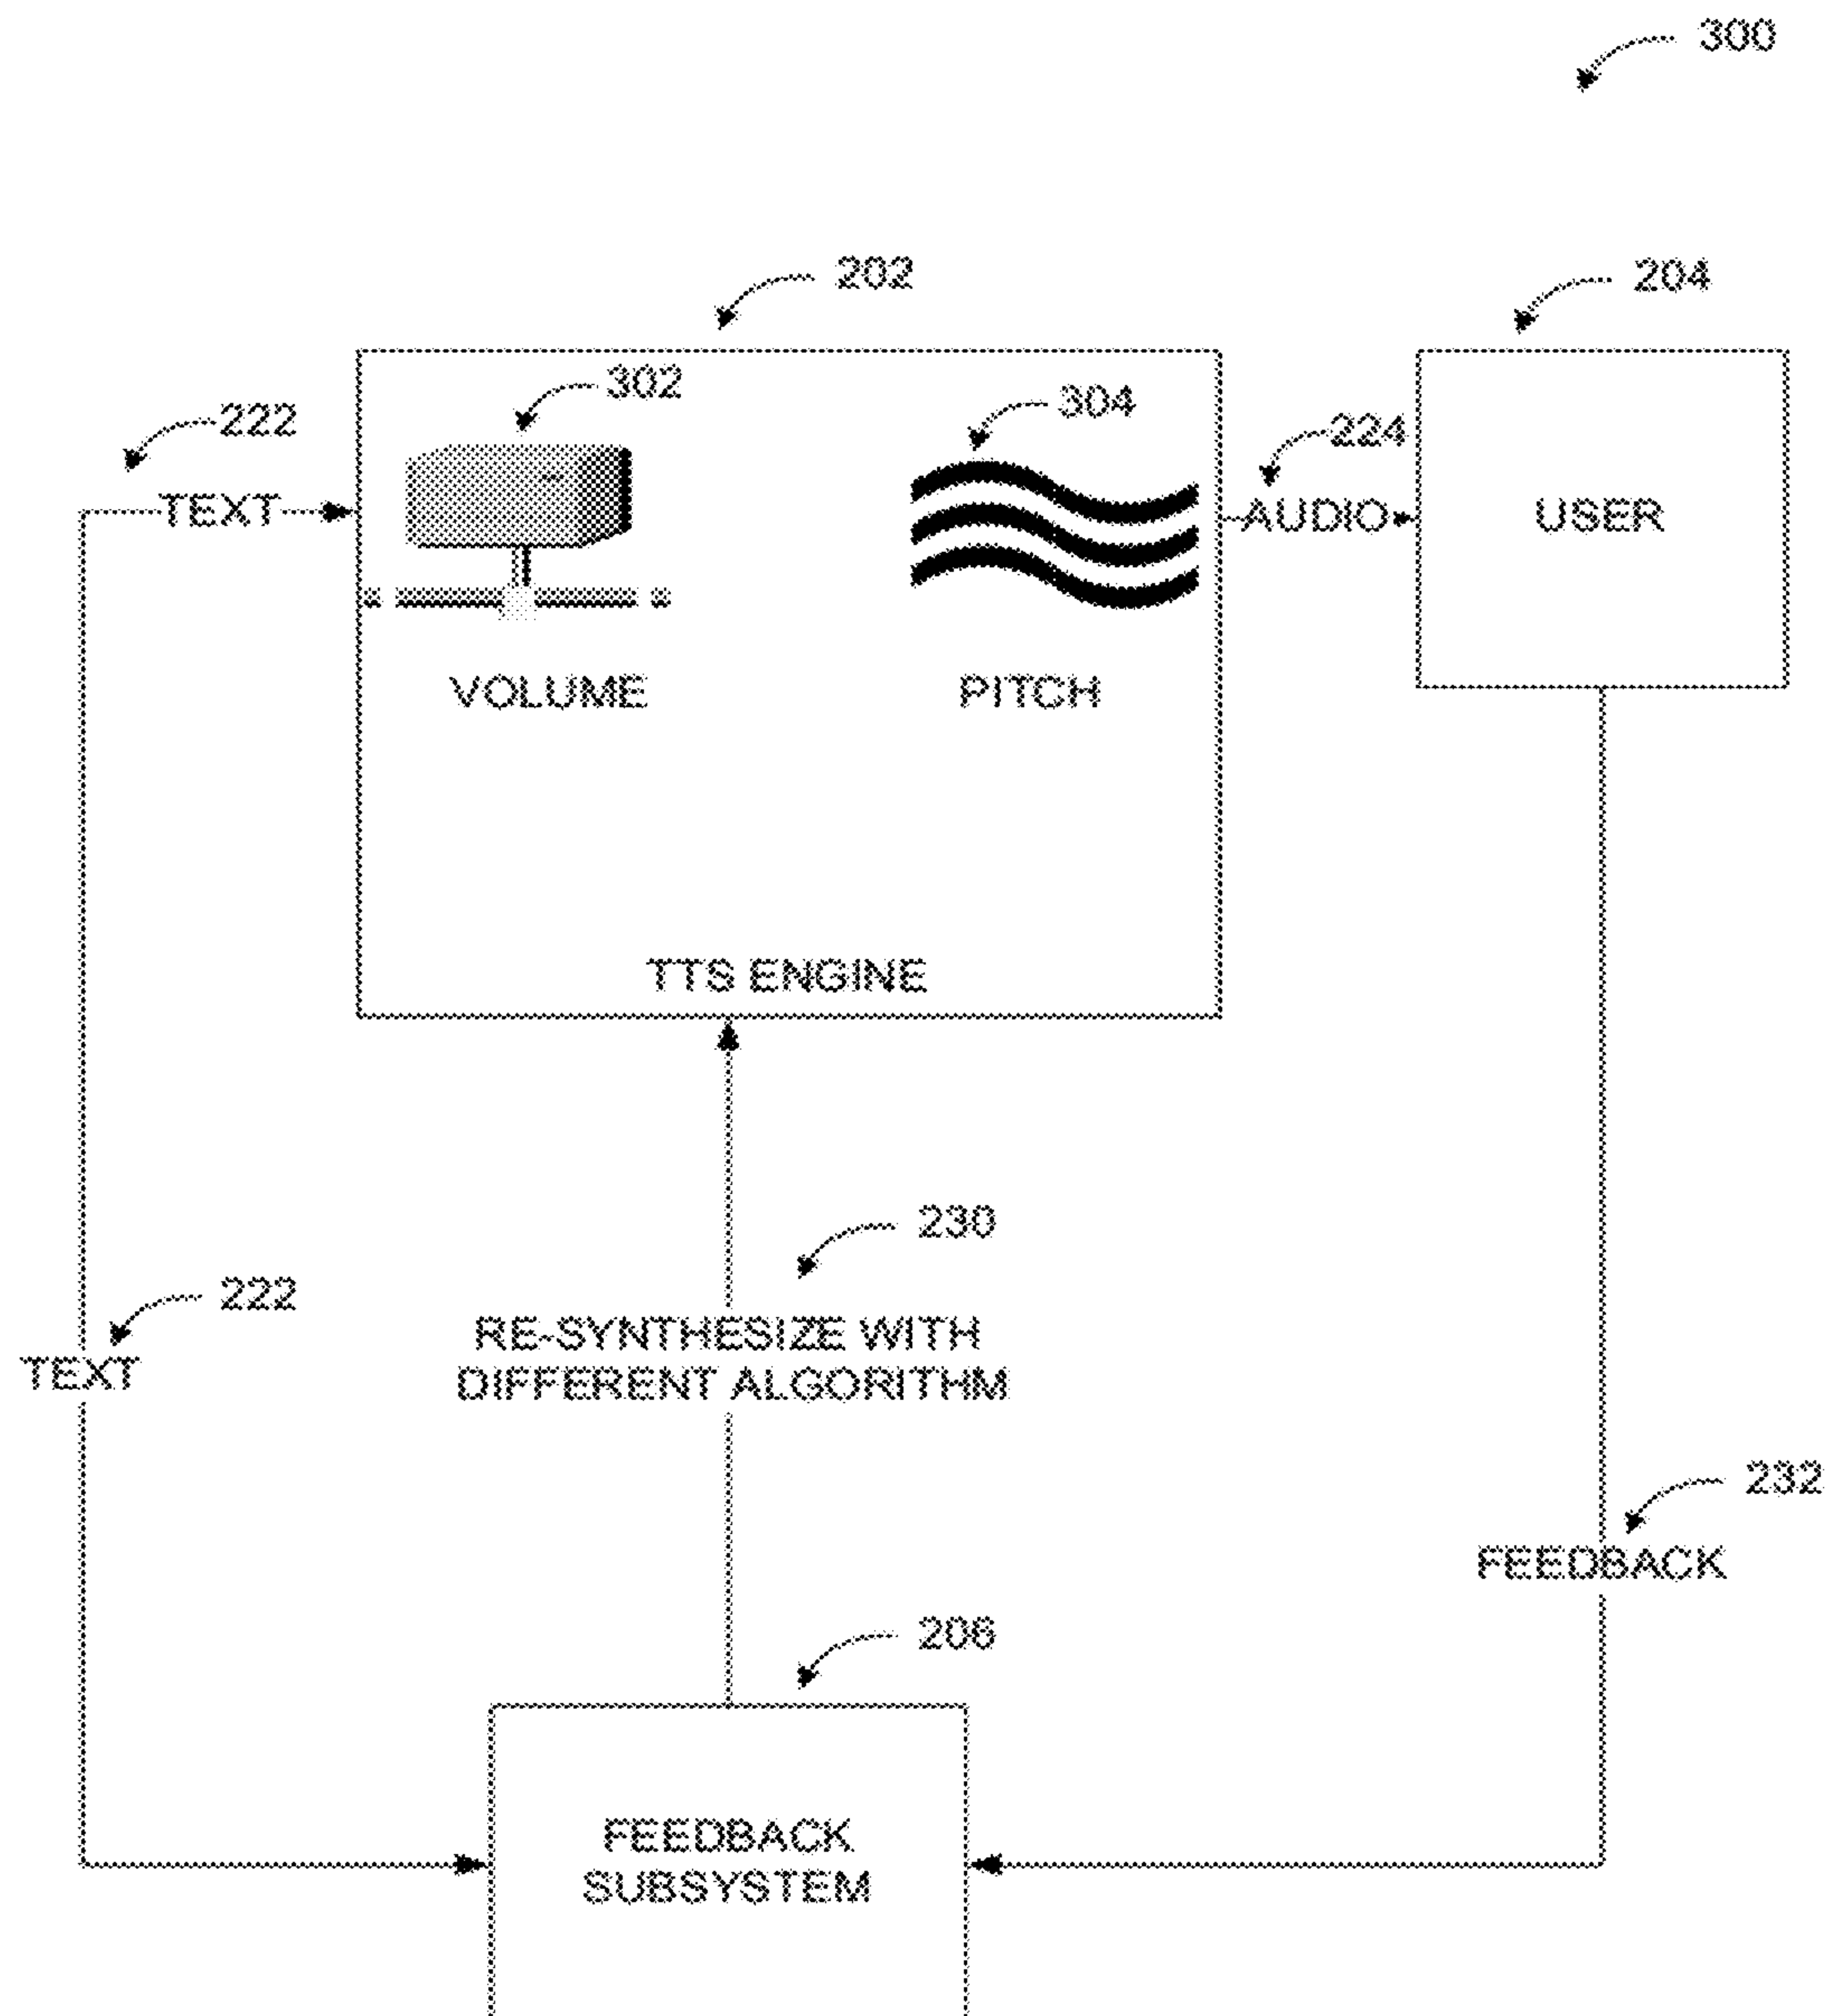 300
202
204
302
304
222
224
TEXT
AUDIO
USER
VOLUME
PITCH
TTS ENGINE
230
222
RE-SYNTHESIZE WITH
DIFFERENT ALGORITHM
TEXT
232
FEEDBACK
206
FEEDBACK
SUBSYSTEM